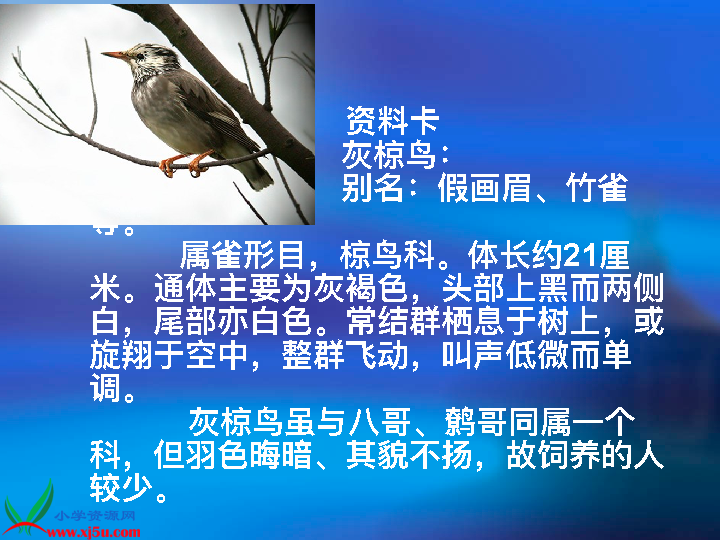 资料卡
灰椋鸟：
别名：假画眉、竹雀
等。
属雀形目，椋鸟科。体长约21厘
米。通体主要为灰褐色，头部上黑而两侧
白，尾部亦白色。常结群栖息于树上，或
旋翔于空中，整群飞动，叫声低微而单
调。
灰椋鸟虽与八哥、鹩哥同属一个
科，但羽色晦暗、其貌不扬，故饲养的人
较少。
小学资源网
www.xj5u.com